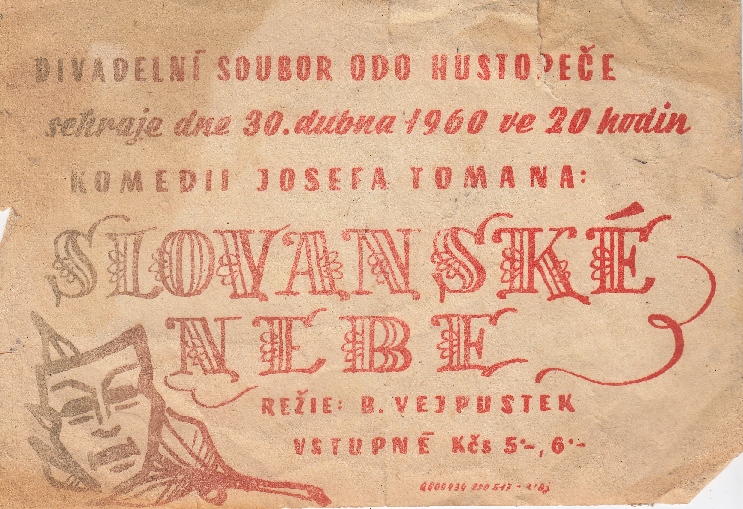 DIVADELNÍ SOUBOR ODO HUSTOPEČE
sehraje dne 30. dubna 1960 ve 20 hodin
KOMEDII JOSEFA TOMANA:
SLOVANSKÉ
NEBE
REŽIE: B. VEJPUSTEK
VSTUPNÉ Kčs 5·-, 6·-